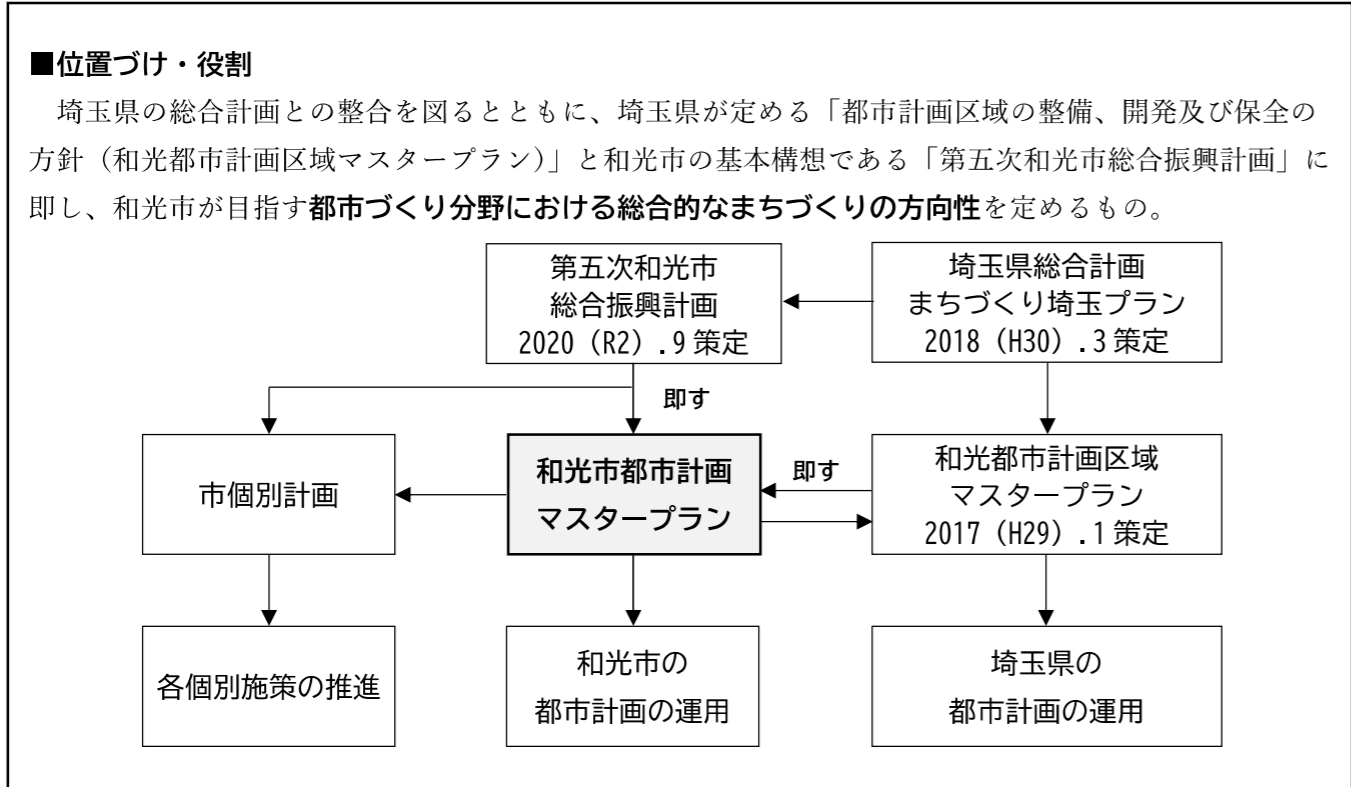 ■位置づけ・役割
埼玉県の総合計画との整合を図るとともに、埼玉県が定める「都市計画区域の整備、開発及び保全の
方針（和光都市計画区域マスタープラン）」と和光市の基本構想である「第五次和光市総合振興計画」に
即し、和光市が目指す都市づくり分野における総合的なまちづくりの方向性を定めるもの。
第五次和光市
総合振興計画
2020（R2）.9 策定
埼玉県総合計画
まちづくり埼玉プラン
2018（H30）.3 策定
即す
市個別計画
和光市都市計画
マスタープラン
即す
和光都市計画区域
マスタープラン
2017（H29）.1 策定
各個別施策の推進
和光市の
都市計画の運用
埼玉県の
都市計画の運用